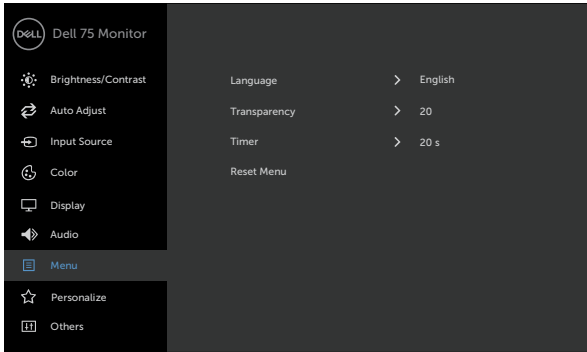 DELL Dell 75 Monitor
Brightness/Contrast
Auto Adjust
Input Source
Color
Display
Audio
Menu
Personalize
Others
Language > English
Transparency > 20
Timer > 20 s
Reset Menu